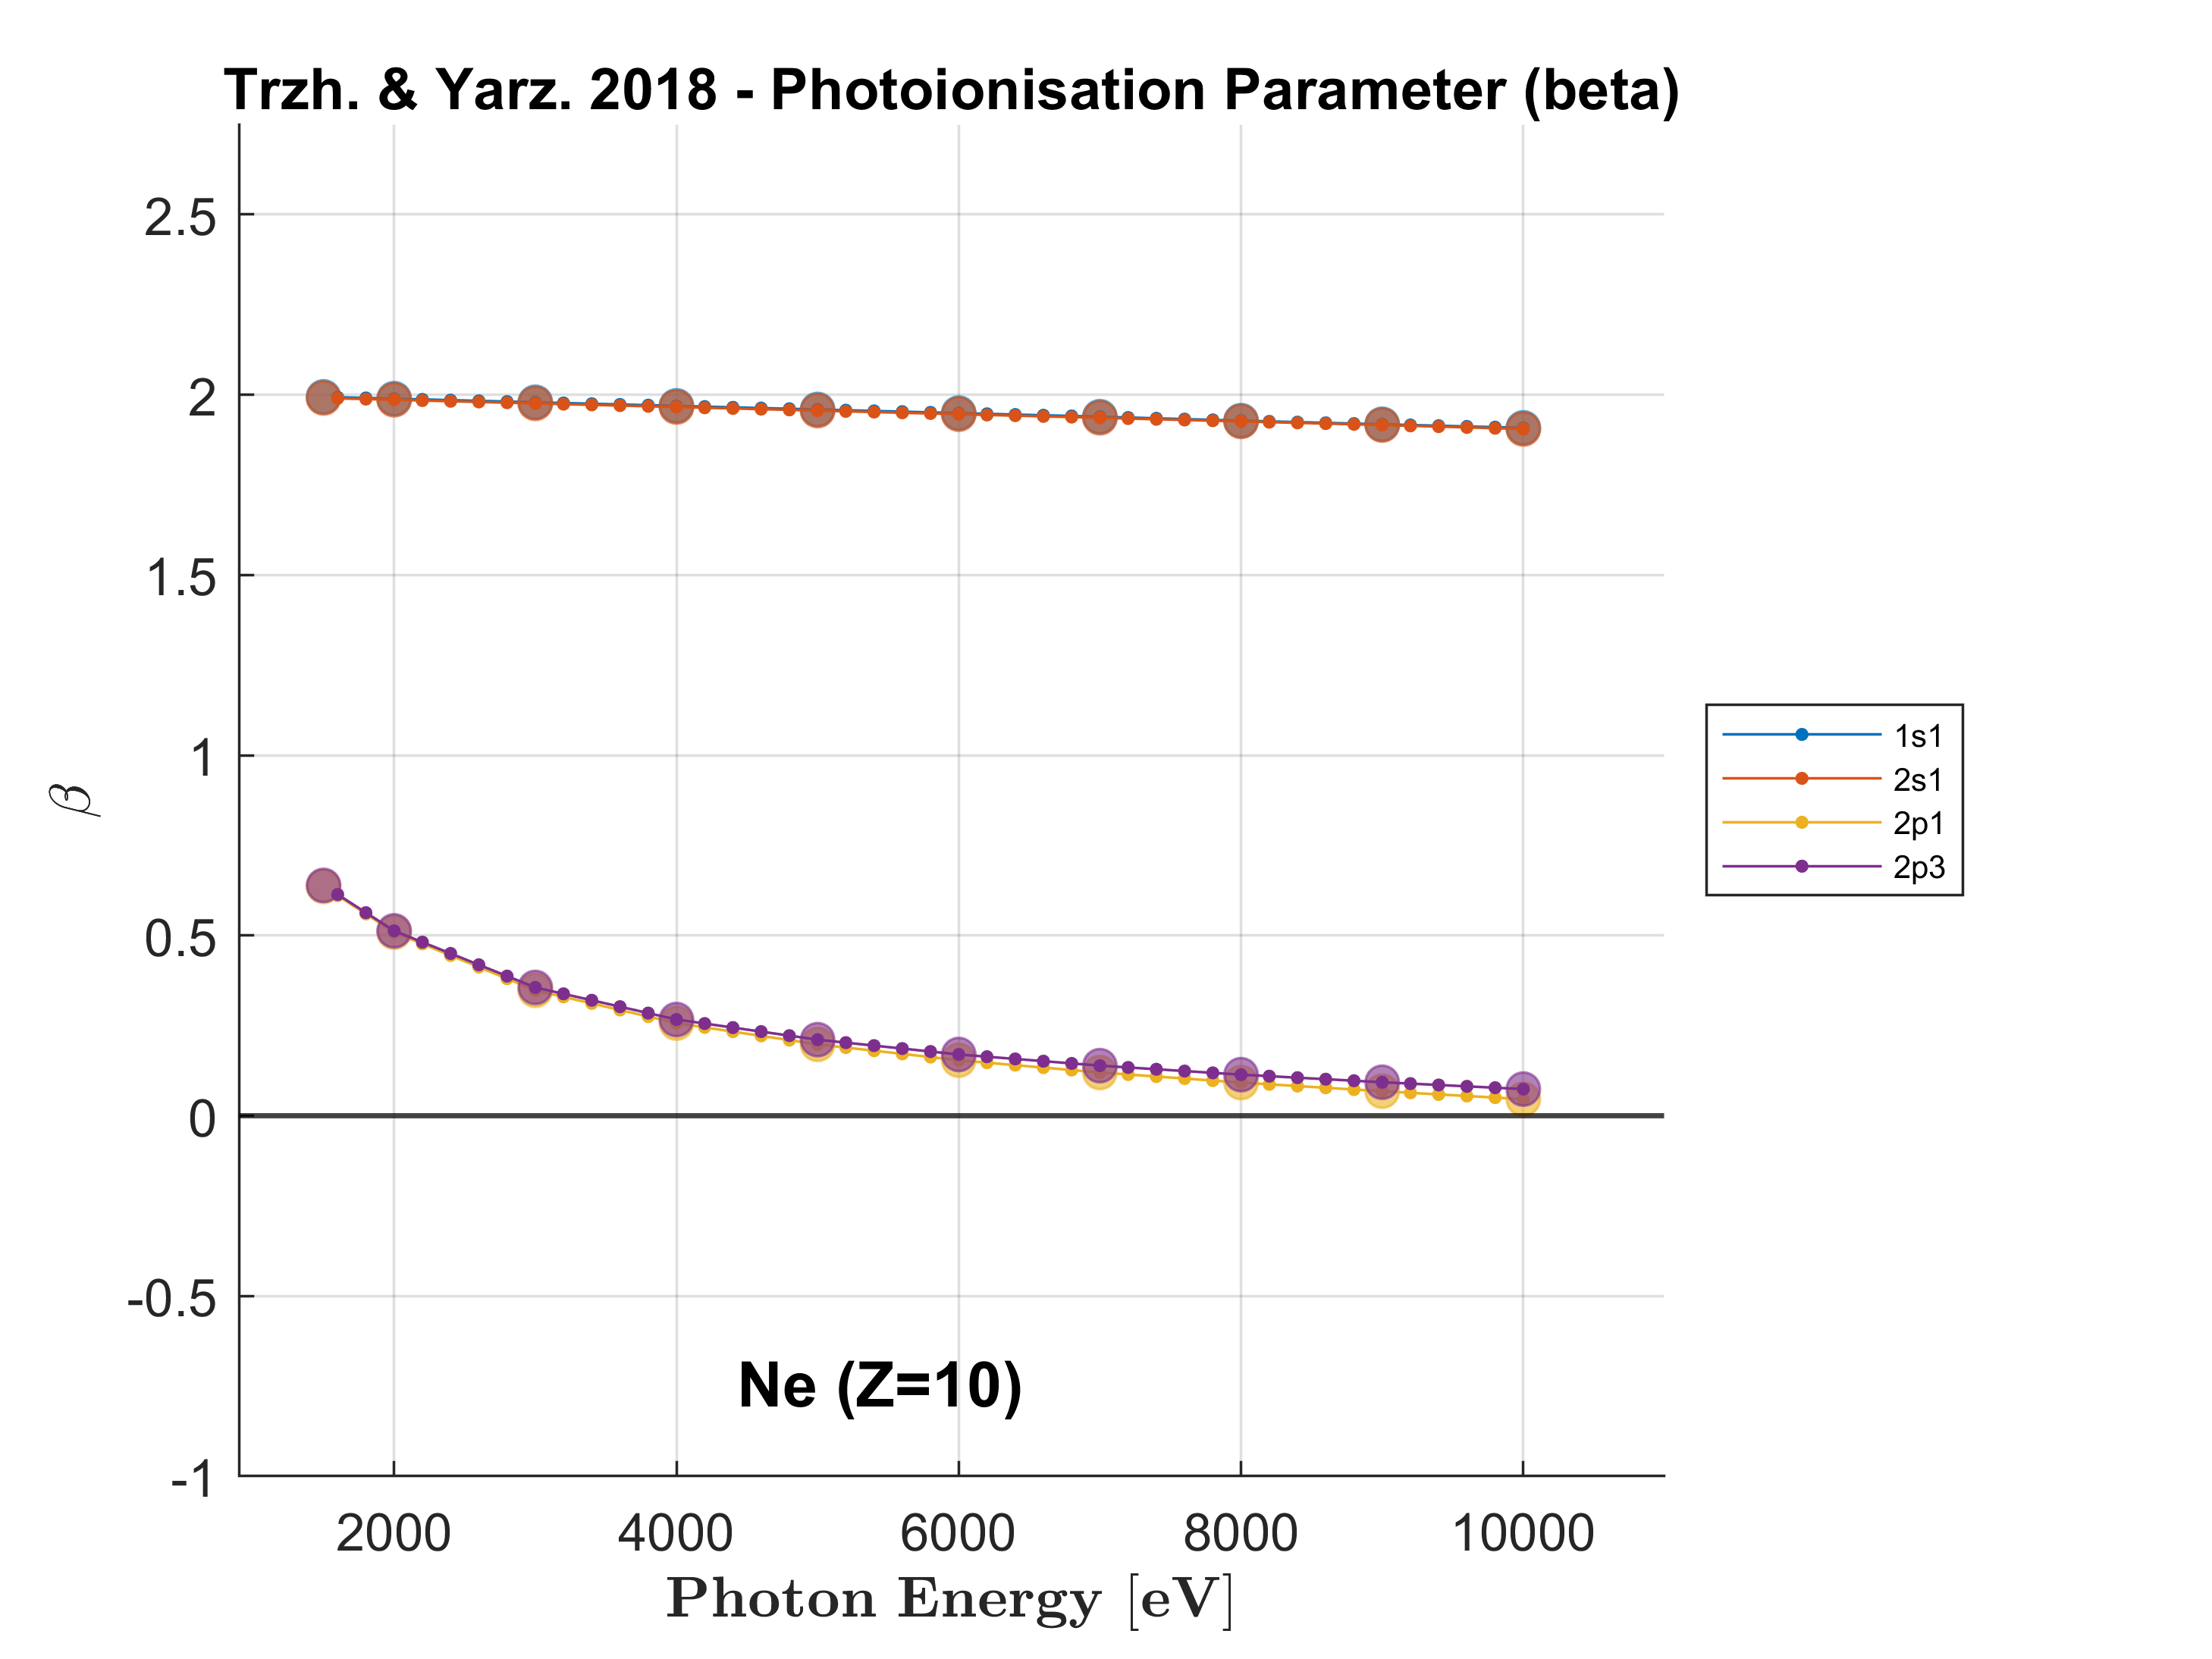 Trzh. & Yarz. 2018 - Photoionisation Parameter (beta)
2.5
2
1.5
1
0.5
0
-0.5
-1
β
1s1
2s1
2p1
2p3
Ne (Z=10)
2000 4000 6000 8000 10000
Photon Energy [eV]